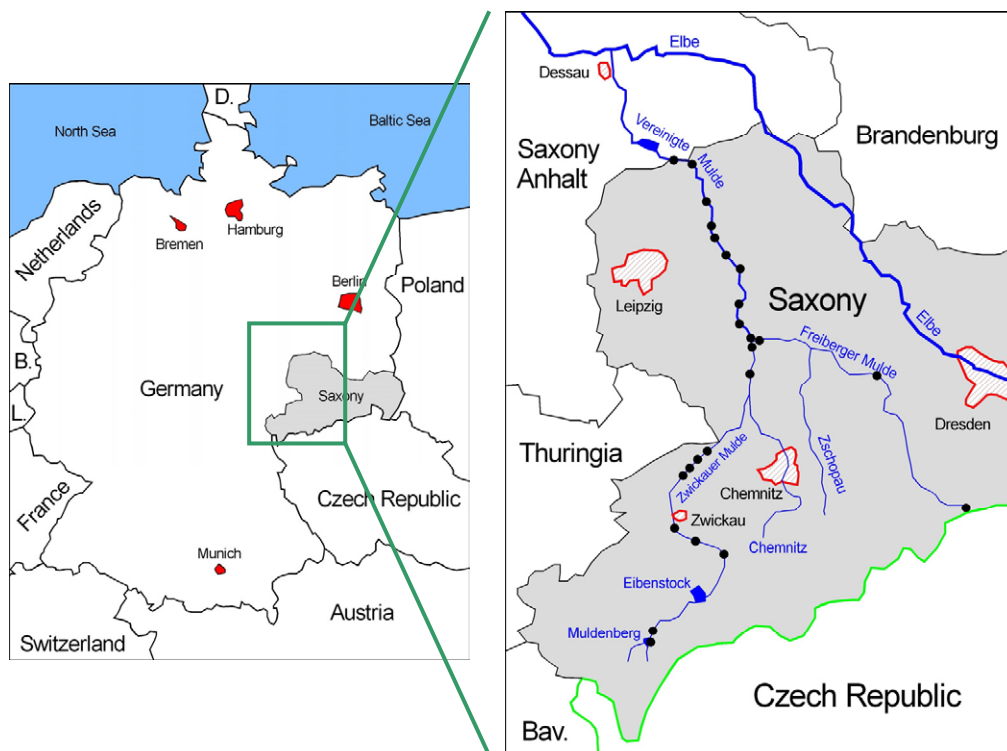 D.
North Sea
Baltic Sea
Netherlands
Bremen
Hamburg
Berlin
Poland
B.
Germany
L.
Saxony
France
Czech Republic
Munich
Austria
Switzerland
Elbe
Dessau
Vereinigte Mulde
Saxony
Anhalt
Brandenburg
Leipzig
Saxony
Elbe
Freiberger Mulde
Dresden
Thuringia
Zwickauer Mulde
Chemnitz
Zschopau
Zwickau
Chemnitz
Eibenstock
Muldenberg
Czech Republic
Bav.